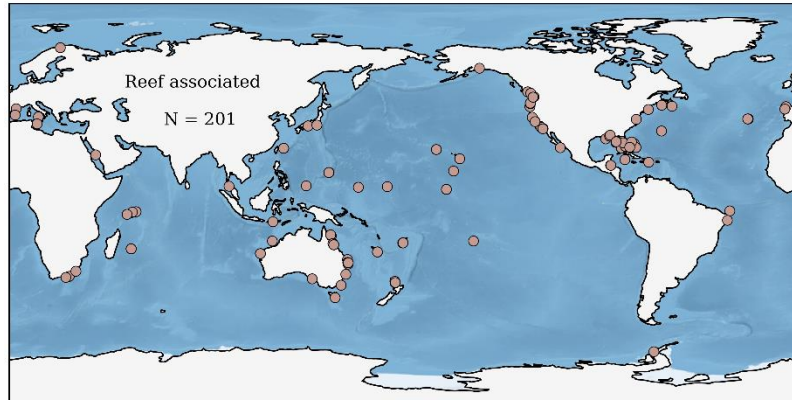 Reef associated
N = 201